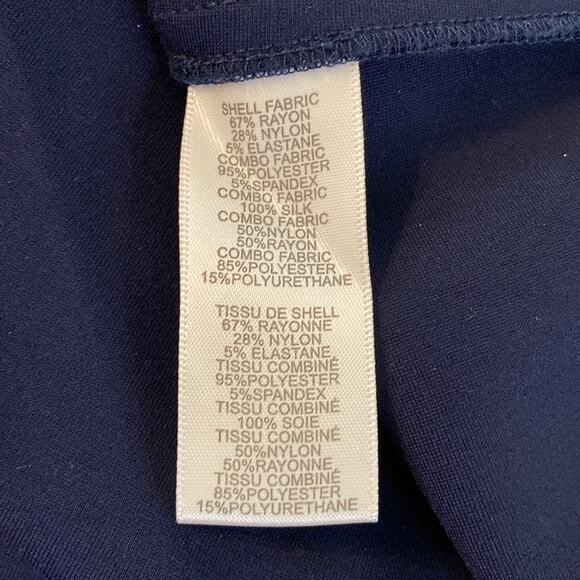 SHELL FABRIC
67% RAYON
28% NYLON
5% ELASTANE
COMBO FABRIC
95%POLYESTER
5%SPANDEX
COMBO FABRIC
100% SILK
COMBO FABRIC
50%NYLON
50%RAYON
COMBO FABRIC
85%POLYESTER
15%POLYURETHANE
TISSU DE SHELL
67% RAYONNE
28% NYLON
5% ELASTANE
TISSU COMBINÉ
95%POLYESTER
5%SPANDEX
TISSU COMBINÉ
100% SOIE
TISSU COMBINÉ
50%NYLON
50%RAYONNE
TISSU COMBINÉ
85%POLYESTER
15%POLYURETHANE